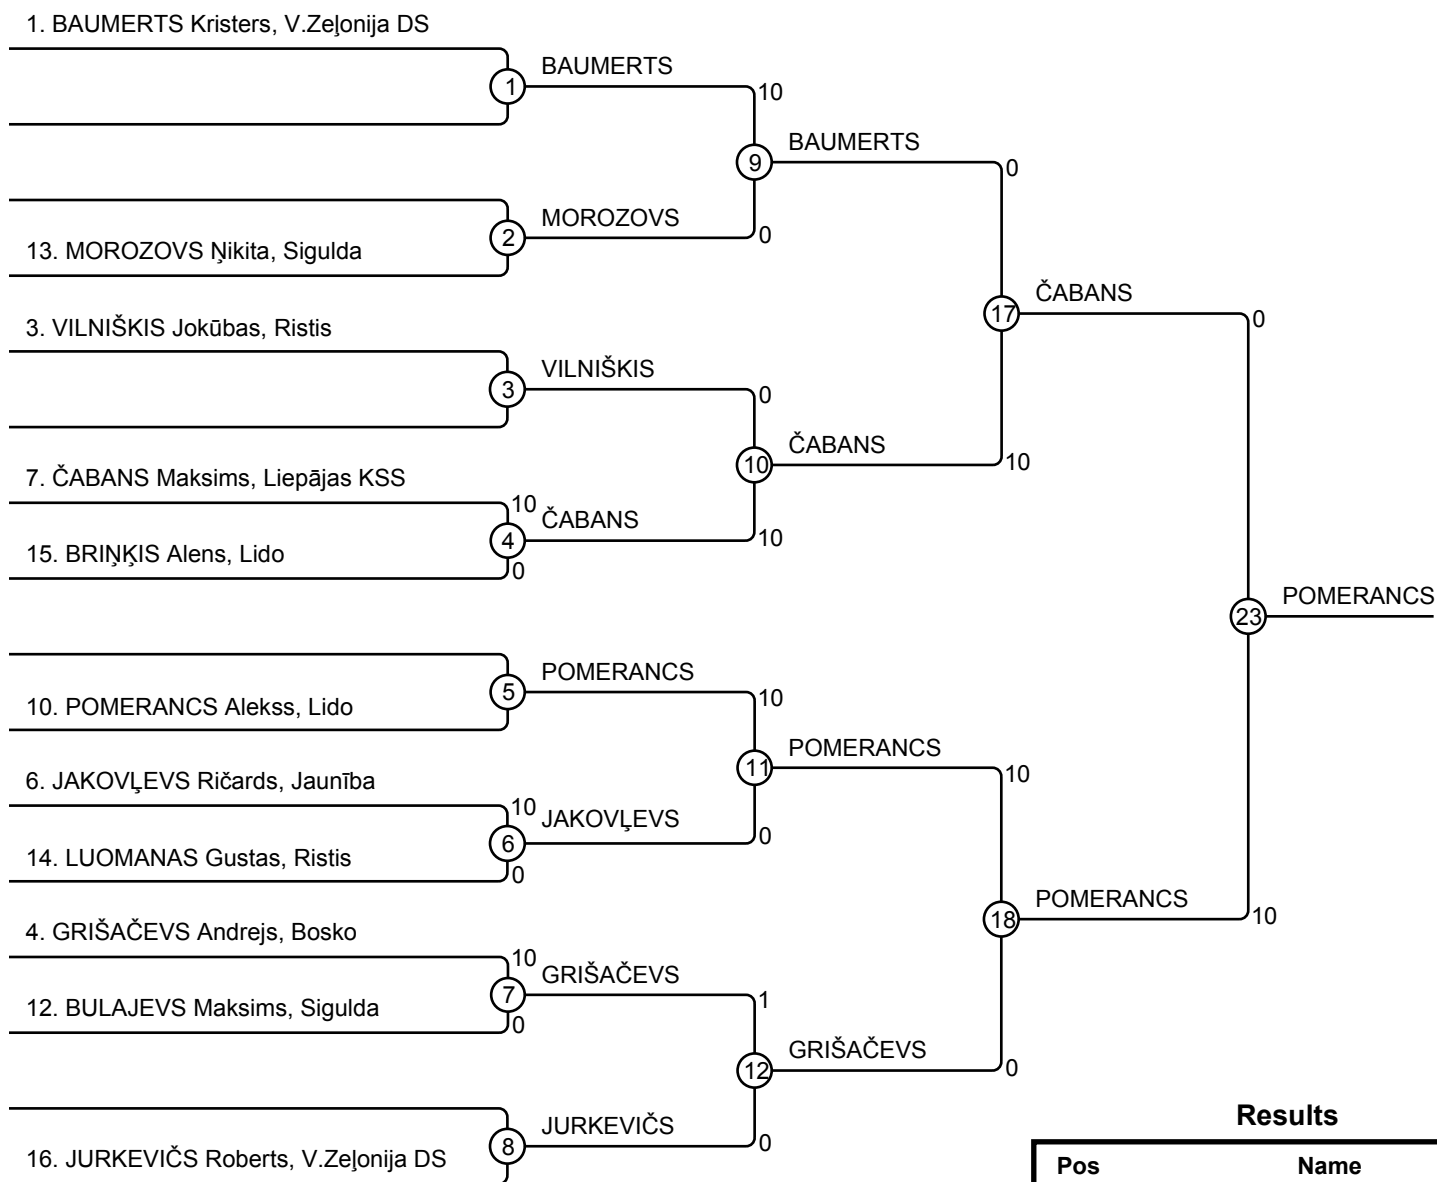 1. BAUMERTS Kristers, V.Zeļonija DS
1
BAUMERTS
10
9
BAUMERTS
0
2
MOROZOVS
0
13. MOROZOVS Ņikita, Sigulda
17
ČABANS
0
3. VILNIŠKIS Jokūbas, Ristis
3
VILNIŠKIS
0
10
ČABANS
10
7. ČABANS Maksims, Liepājas KSS
10
4
ČABANS
10
15. BRIŅĶIS Alens, Lido
0
23
POMERANCS
5
POMERANCS
10
10. POMERANCS Alekss, Lido
11
POMERANCS
10
6. JAKOVĻEVS Ričards, Jaunība
10
6
JAKOVĻEVS
0
14. LUOMANAS Gustas, Ristis
0
18
POMERANCS
10
4. GRIŠAČEVS Andrejs, Bosko
10
7
GRIŠAČEVS
1
12. BULAJEVS Maksims, Sigulda
0
12
GRIŠAČEVS
0
8
JURKEVIČS
0
16. JURKEVIČS Roberts, V.Zeļonija DS
Results
Pos Name